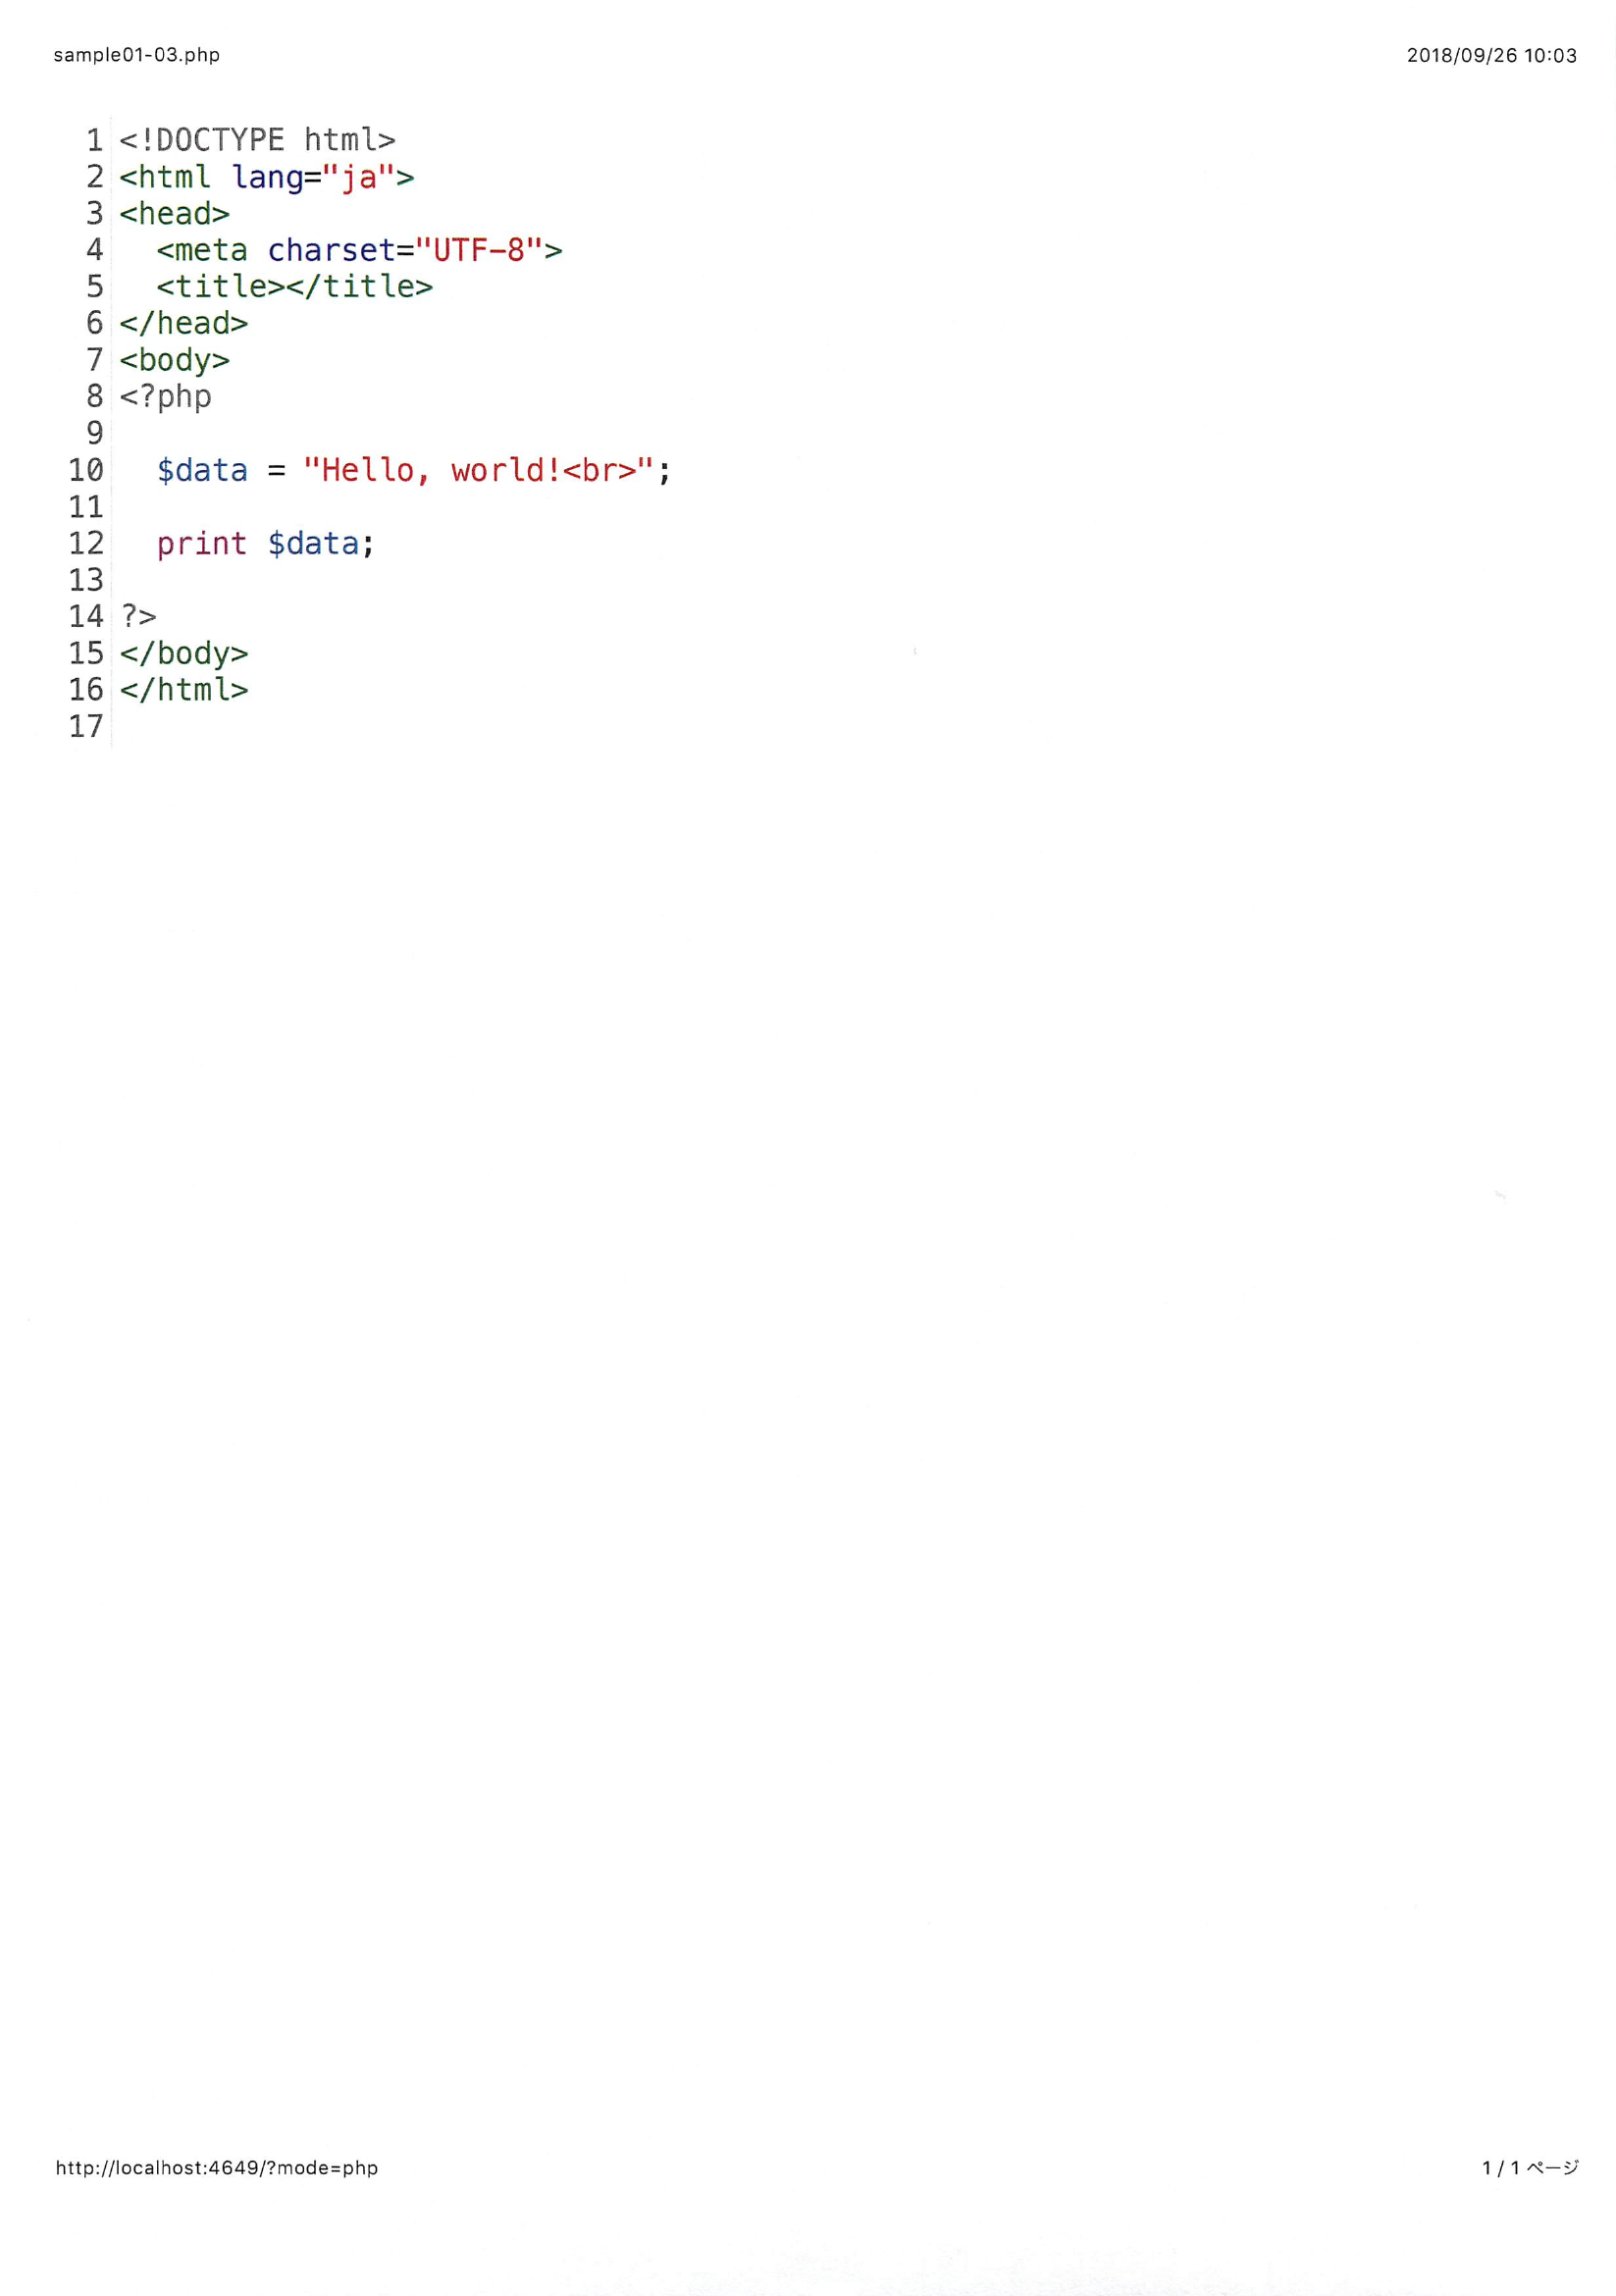 sample01-03.php 2018/09/26 10:03
1 <!DOCTYPE html>
2 <html lang="ja">
3 <head>
4   <meta charset="UTF-8">
5   <title></title>
6 </head>
7 <body>
8 <?php
9
10   $data = "Hello, world!<br>";
11
12   print $data;
13
14 ?>
15 </body>
16 </html>
17
http://localhost:4649/?mode=php 1 / 1 ページ